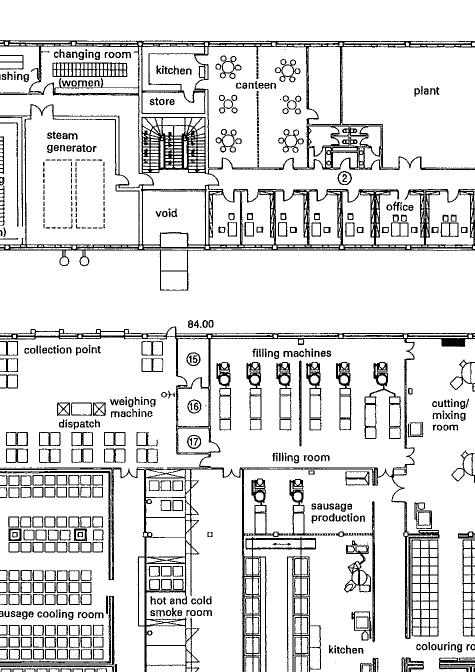 changing room
(women)
kitchen
store
canteen
plant
steam
generator
2
office
void
84.00
collection point
15
filling machines
16
weighing
machine
dispatch
cutting/
mixing
room
17
filling room
sausage
production
hot and cold
smoke room
ausage cooling room
kitchen
colouring